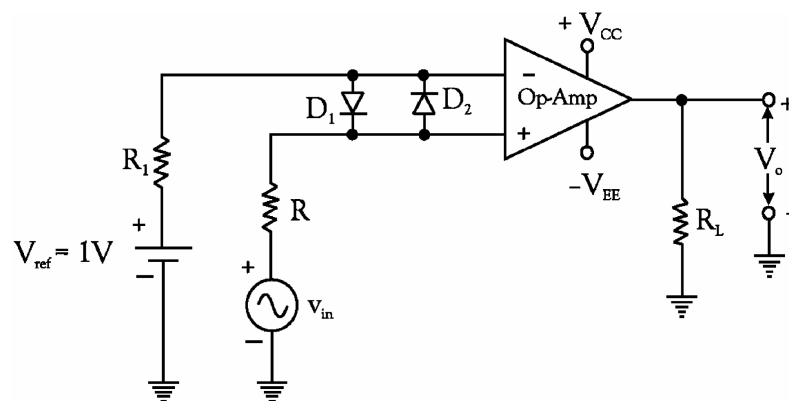 + V_CC
−
Op-Amp
+
−V_EE
D_1
D_2
R_1
R
+
V_ref = 1V
−
+
v_in
−
R_L
+
V_o
-